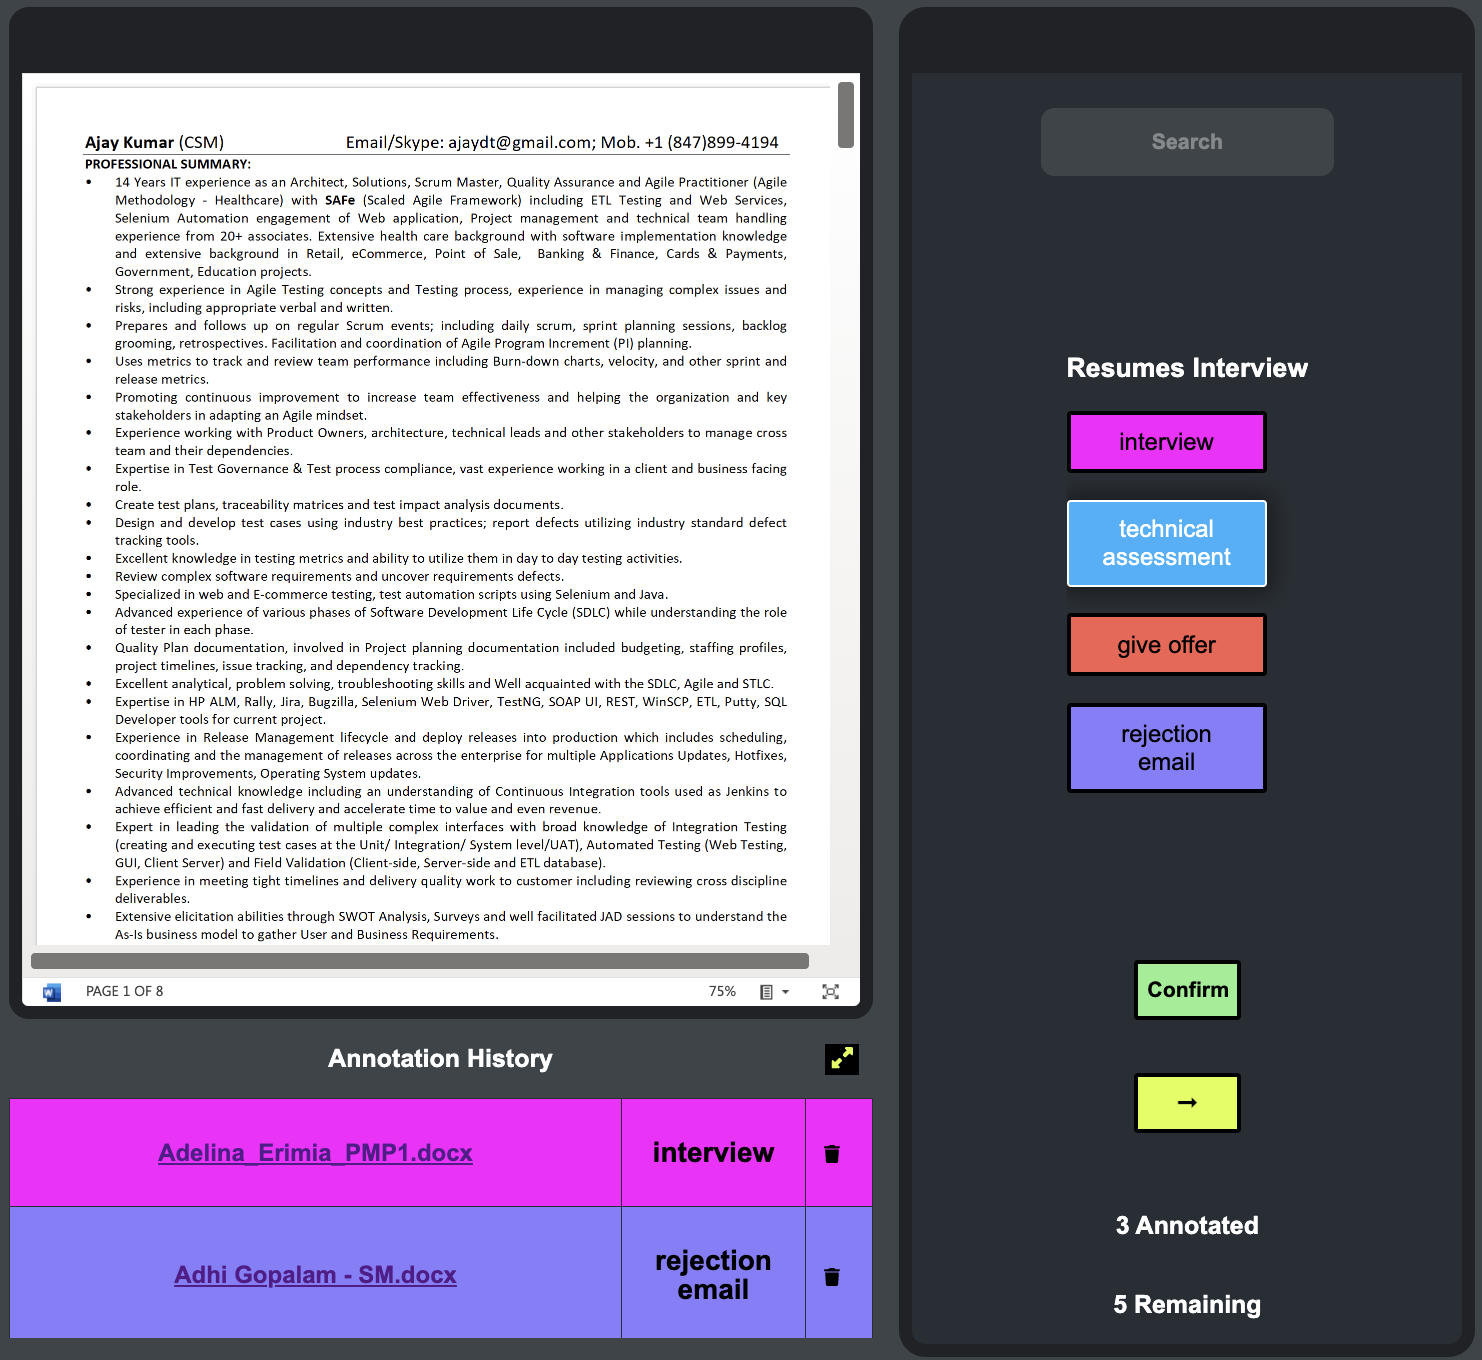 Ajay Kumar (CSM) Email/Skype: ajaydt@gmail.com; Mob. +1 (847)899-4194
PROFESSIONAL SUMMARY:
• 14 Years IT experience as an Architect, Solutions, Scrum Master, Quality Assurance and Agile Practitioner (Agile
Methodology - Healthcare) with SAFe (Scaled Agile Framework) including ETL Testing and Web Services,
Selenium Automation engagement of Web application, Project management and technical team handling
experience from 20+ associates. Extensive health care background with software implementation knowledge
and extensive background in Retail, eCommerce, Point of Sale, Banking & Finance, Cards & Payments,
Government, Education projects.
• Strong experience in Agile Testing concepts and Testing process, experience in managing complex issues and
risks, including appropriate verbal and written.
• Prepares and follows up on regular Scrum events; including daily scrum, sprint planning sessions, backlog
grooming, retrospectives. Facilitation and coordination of Agile Program Increment (PI) planning.
• Uses metrics to track and review team performance including Burn-down charts, velocity, and other sprint and
release metrics.
• Promoting continuous improvement to increase team effectiveness and helping the organization and key
stakeholders in adapting an Agile mindset.
• Experience working with Product Owners, architecture, technical leads and other stakeholders to manage cross
team and their dependencies.
• Expertise in Test Governance & Test process compliance, vast experience working in a client and business facing
role.
• Create test plans, traceability matrices and test impact analysis documents.
• Design and develop test cases using industry best practices; report defects utilizing industry standard defect
tracking tools.
• Excellent knowledge in testing metrics and ability to utilize them in day to day testing activities.
• Review complex software requirements and uncover requirements defects.
• Specialized in web and E-commerce testing, test automation scripts using Selenium and Java.
• Advanced experience of various phases of Software Development Life Cycle (SDLC) while understanding the role
of tester in each phase.
• Quality Plan documentation, involved in Project planning documentation included budgeting, staffing profiles,
project timelines, issue tracking, and dependency tracking.
• Excellent analytical, problem solving, troubleshooting skills and Well acquainted with the SDLC, Agile and STLC.
• Expertise in HP ALM, Rally, Jira, Bugzilla, Selenium Web Driver, TestNG, SOAP UI, REST, WinSCP, ETL, Putty, SQL
Developer tools for current project.
• Experience in Release Management lifecycle and deploy releases into production which includes scheduling,
coordinating and the management of releases across the enterprise for multiple Applications Updates, Hotfixes,
Security Improvements, Operating System updates.
• Advanced technical knowledge including an understanding of Continuous Integration tools used as Jenkins to
achieve efficient and fast delivery and accelerate time to value and even revenue.
• Expert in leading the validation of multiple complex interfaces with broad knowledge of Integration Testing
(creating and executing test cases at the Unit/ Integration/ System level/UAT), Automated Testing (Web Testing,
GUI, Client Server) and Field Validation (Client-side, Server-side and ETL database).
• Experience in meeting tight timelines and delivery quality work to customer including reviewing cross discipline
deliverables.
• Extensive elicitation abilities through SWOT Analysis, Surveys and well facilitated JAD sessions to understand the
As-Is business model to gather User and Business Requirements.
PAGE 1 OF 8 75%
Annotation History
Adelina_Erimia_PMP1.docx interview
Adhi Gopalam - SM.docx rejection
email
Search
Resumes Interview
interview
technical
assessment
give offer
rejection
email
Confirm
→
3 Annotated
5 Remaining